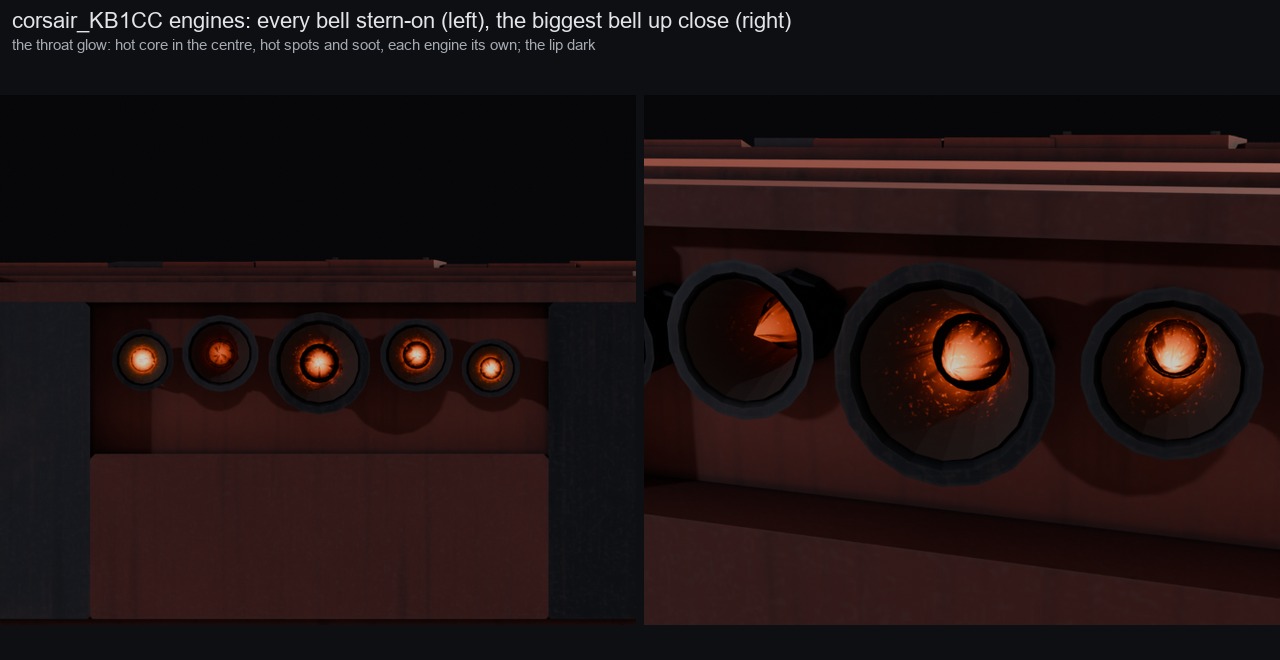 corsair_KB1CC engines: every bell stern-on (left), the biggest bell up close (right)
the throat glow: hot core in the centre, hot spots and soot, each engine its own; the lip dark